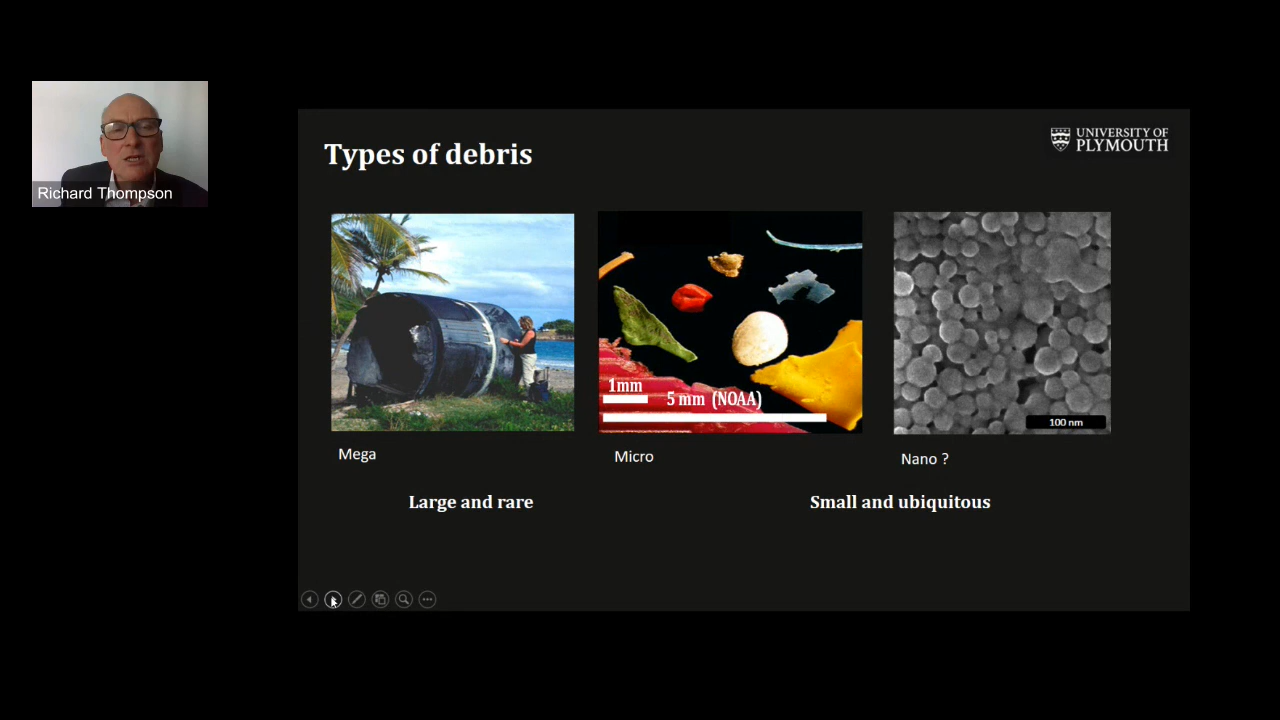 Richard Thompson
Types of debris
UNIVERSITY OF
PLYMOUTH
1mm
5 mm (NOAA)
100 nm
Mega
Micro
Nano ?
Large and rare
Small and ubiquitous